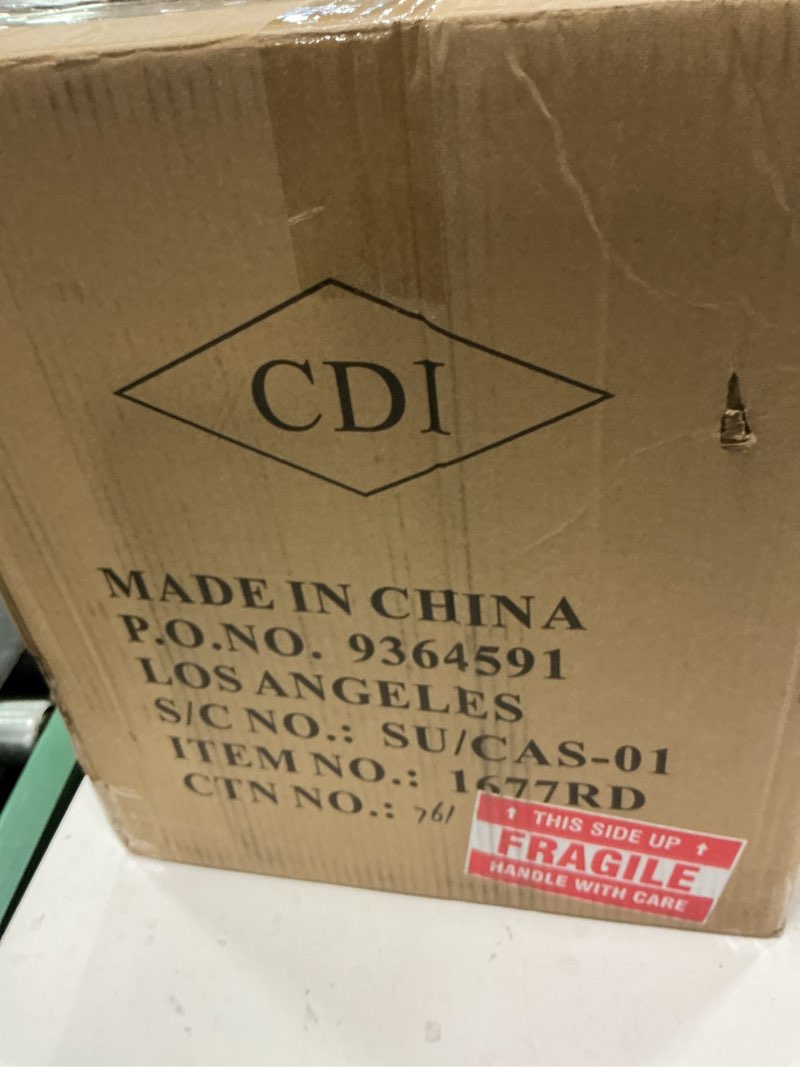 CDI
MADE IN CHINA
P.O.NO. 9364591
LOS ANGELES
S/C NO.: SU/CAS-01
ITEM NO.: 1677RD
CTN NO.: 761
↑ THIS SIDE UP ↑
FRAGILE
HANDLE WITH CARE